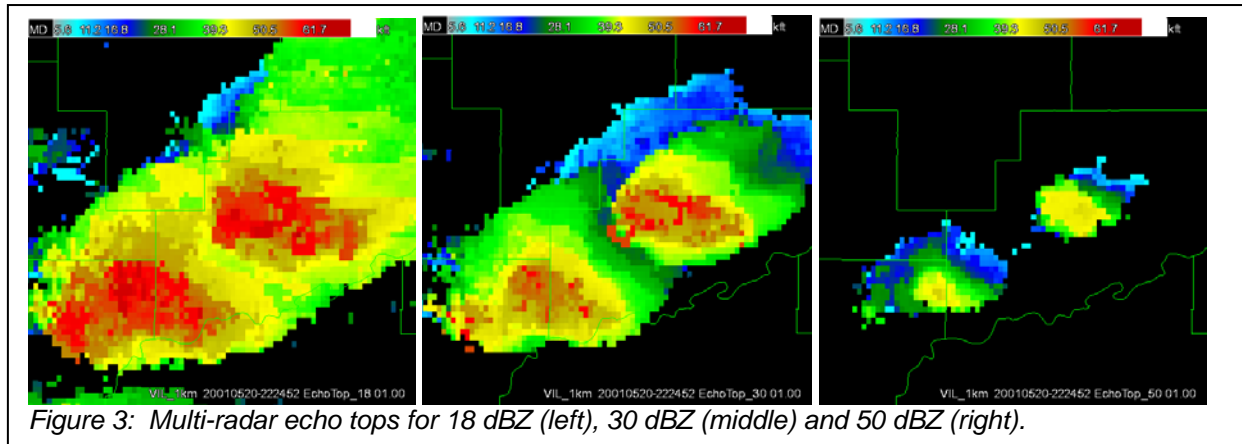 MD 5.6 11.2 16.8 28.1 39.3 50.5 61.7 kft
MD 5.6 11.2 16.8 28.1 39.3 50.5 61.7 kft
MD 5.6 11.2 16.8 28.1 39.3 50.5 61.7 kft
VIL_1km 20010520-222452 EchoTop_18 01.00
VIL_1km 20010520-222452 EchoTop_30 01.00
VIL_1km 20010520-222452 EchoTop_50 01.00
Figure 3: Multi-radar echo tops for 18 dBZ (left), 30 dBZ (middle) and 50 dBZ (right).